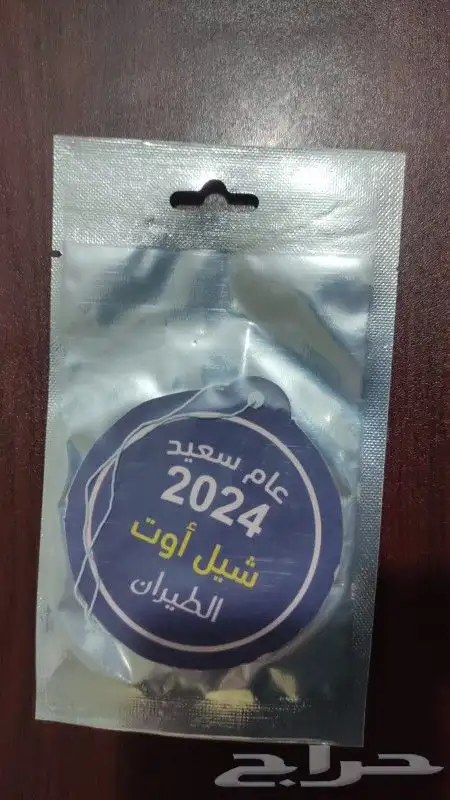 عام سعيد
2024
شيل أوت
الطيران
حراج